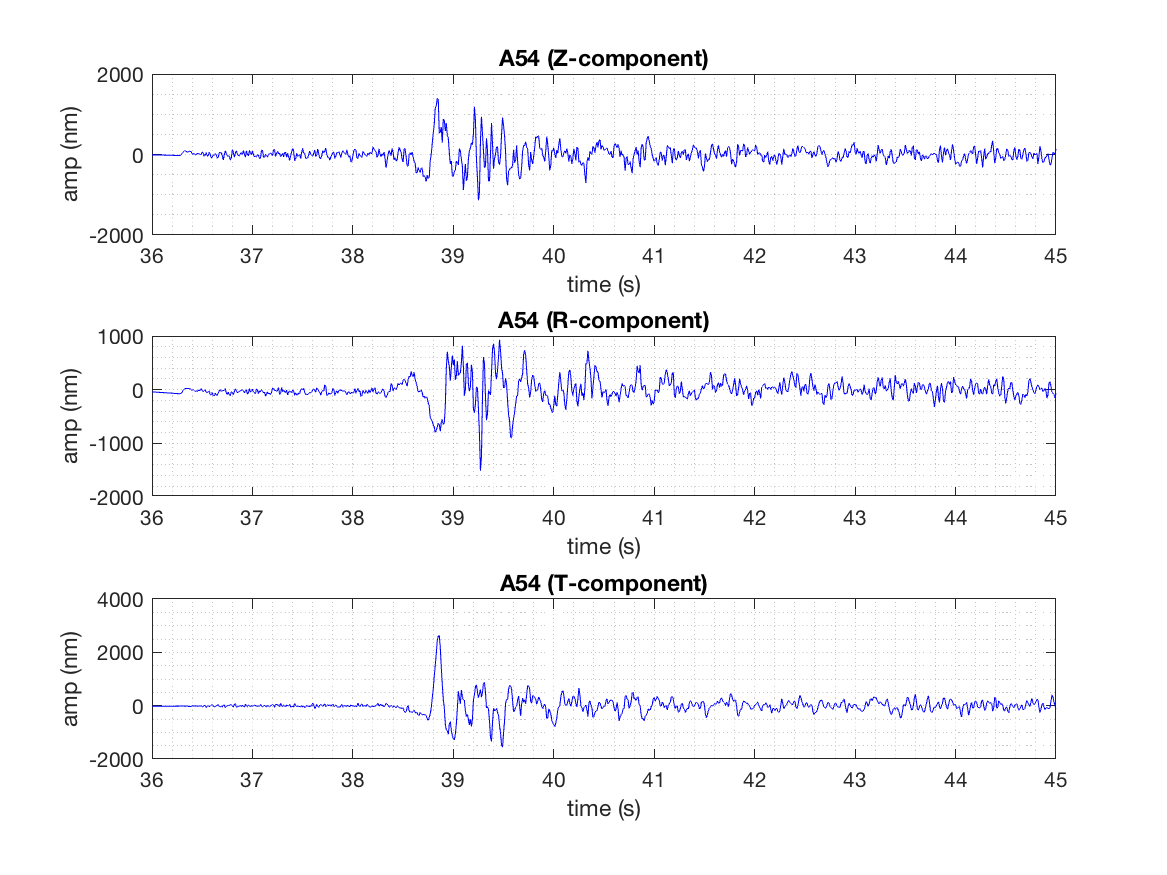 A54 (Z-component)
2000
0
-2000
amp (nm)
36 37 38 39 40 41 42 43 44 45
time (s)
A54 (R-component)
1000
0
-1000
-2000
amp (nm)
36 37 38 39 40 41 42 43 44 45
time (s)
A54 (T-component)
4000
2000
0
-2000
amp (nm)
36 37 38 39 40 41 42 43 44 45
time (s)